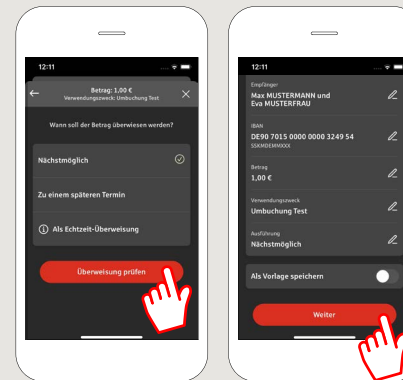 12:11
Betrag: 1,00 €
Verwendungszweck: Umbuchung Test
Wann soll der Betrag überwiesen werden?
Nächstmöglich
Zu einem späteren Termin
Als Echtzeit-Überweisung
Überweisung prüfen
12:11
Empfänger
Max MUSTERMANN und
Eva MUSTERFRAU
IBAN
DE90 7015 0000 0000 3249 54
SSKMDEMMXXX
Betrag
1,00 €
Verwendungszweck
Umbuchung Test
Ausführung
Nächstmöglich
Als Vorlage speichern
Weiter